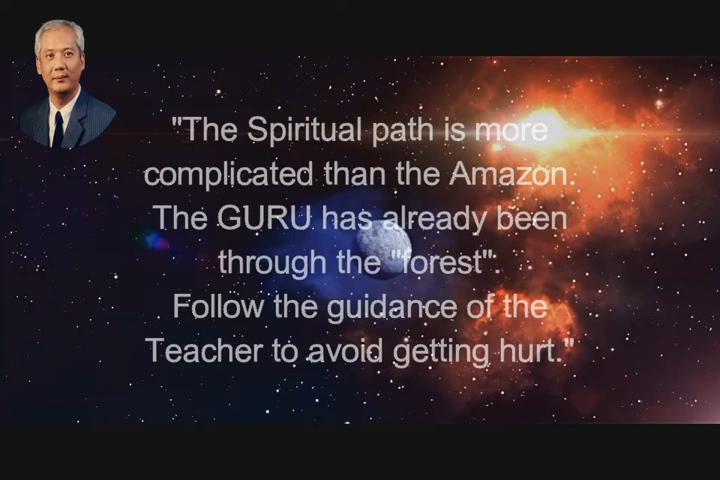 "The Spiritual path is more
complicated than the Amazon.
The GURU has already been
through the "forest".
Follow the guidance of the
Teacher to avoid getting hurt."